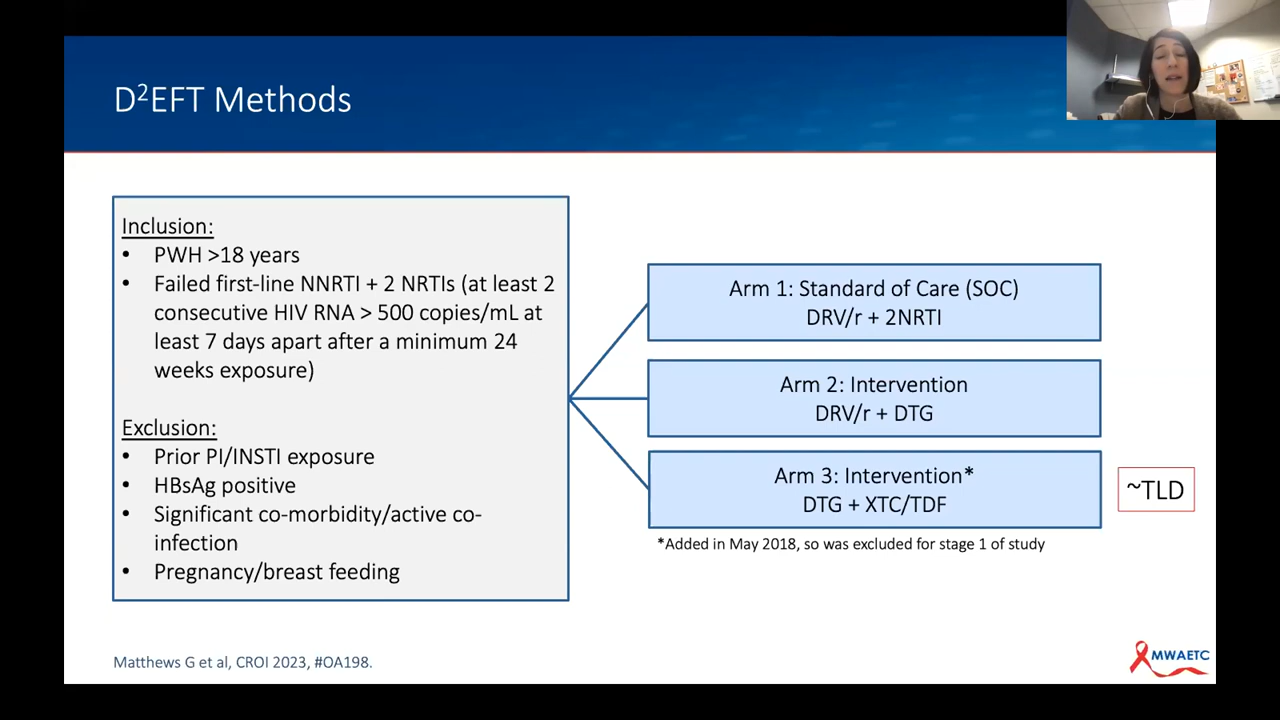 D²EFT Methods
Inclusion:
• PWH >18 years
• Failed first-line NNRTI + 2 NRTIs (at least 2
consecutive HIV RNA > 500 copies/mL at
least 7 days apart after a minimum 24
weeks exposure)
Exclusion:
• Prior PI/INSTI exposure
• HBsAg positive
• Significant co-morbidity/active co-
infection
• Pregnancy/breast feeding
Arm 1: Standard of Care (SOC)
DRV/r + 2NRTI
Arm 2: Intervention
DRV/r + DTG
Arm 3: Intervention*
DTG + XTC/TDF
~TLD
*Added in May 2018, so was excluded for stage 1 of study
Matthews G et al, CROI 2023, #OA198.
MWAETC